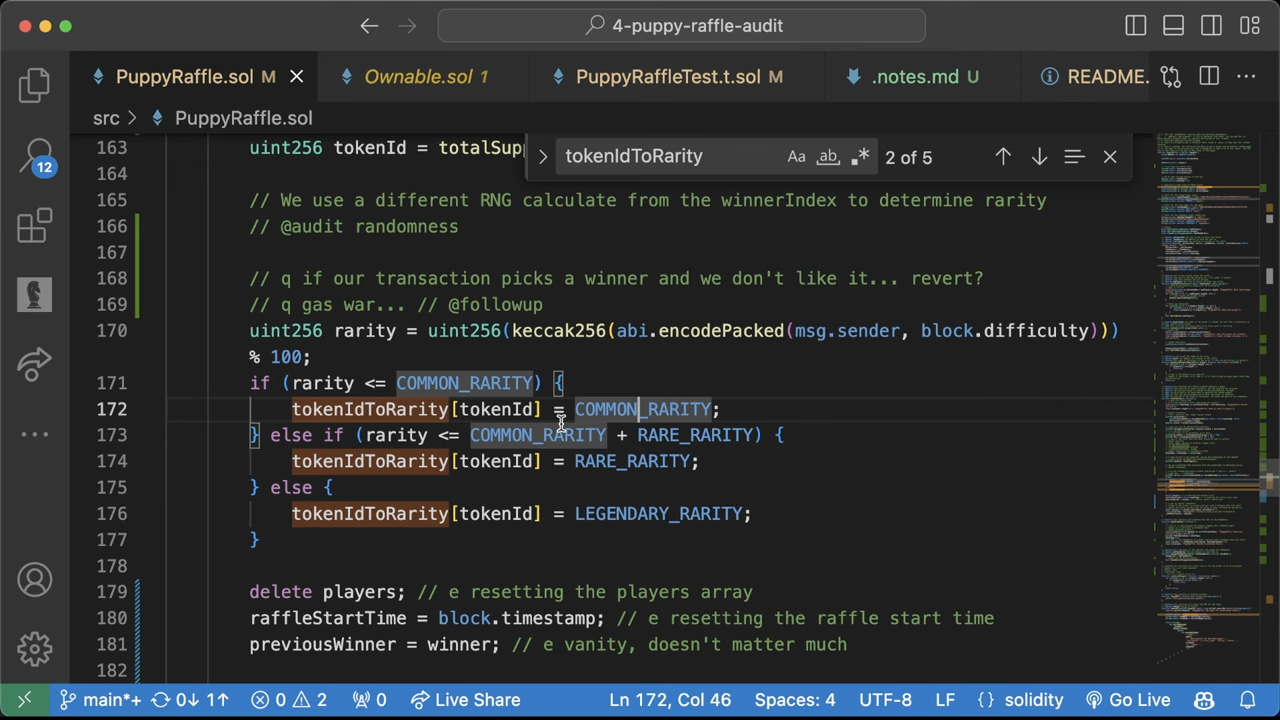 4-puppy-raffle-audit
PuppyRaffle.sol M
Ownable.sol 1
PuppyRaffleTest.t.sol M
.notes.md U
README.
src > PuppyRaffle.sol
tokenIdToRarity Aa ab 2 of 5
12
163 uint256 tokenId = totalSupp
164
165 // We use a different RNG calculate from the winnerIndex to determine rarity
166 // @audit randomness
167
168 // q if our transaction picks a winner and we don't like it... revert?
169 // q gas war... // @followup
170 uint256 rarity = uint256(keccak256(abi.encodePacked(msg.sender, block.difficulty)))
% 100;
171 if (rarity <= COMMON_RARITY) {
172 tokenIdToRarity[tokenId] = COMMON_RARITY;
173 } else if (rarity <= COMMON_RARITY + RARE_RARITY) {
174 tokenIdToRarity[tokenId] = RARE_RARITY;
175 } else {
176 tokenIdToRarity[tokenId] = LEGENDARY_RARITY;
177 }
178
179 delete players; // e resetting the players array
180 raffleStartTime = block.timestamp; // e resetting the raffle start time
181 previousWinner = winner; // e vanity, doesn't matter much
182
main*+ 0↓ 1↑ 0 2 0 Live Share Ln 172, Col 46 Spaces: 4 UTF-8 LF {} solidity Go Live